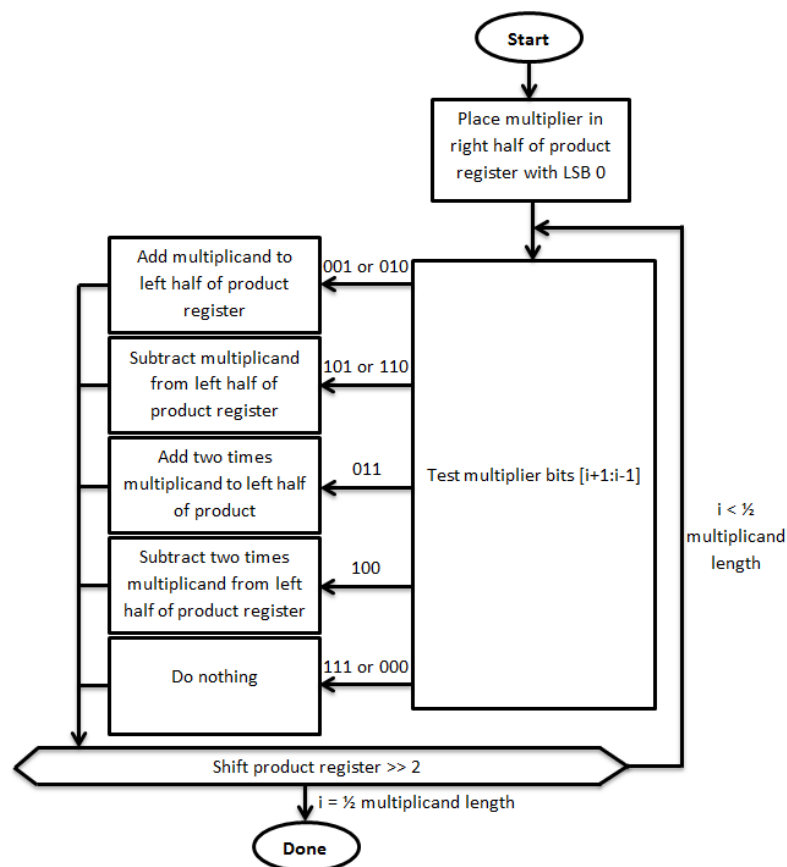 Start
Place multiplier in
right half of product
register with LSB 0
Add multiplicand to
left half of product
register
001 or 010
Subtract multiplicand
from left half of
product register
101 or 110
Add two times
multiplicand to left half
of product
011
Test multiplier bits [i+1:i-1]
i < ½
multiplicand
length
Subtract two times
multiplicand from left
half of product register
100
Do nothing
111 or 000
Shift product register >> 2
i = ½ multiplicand length
Done